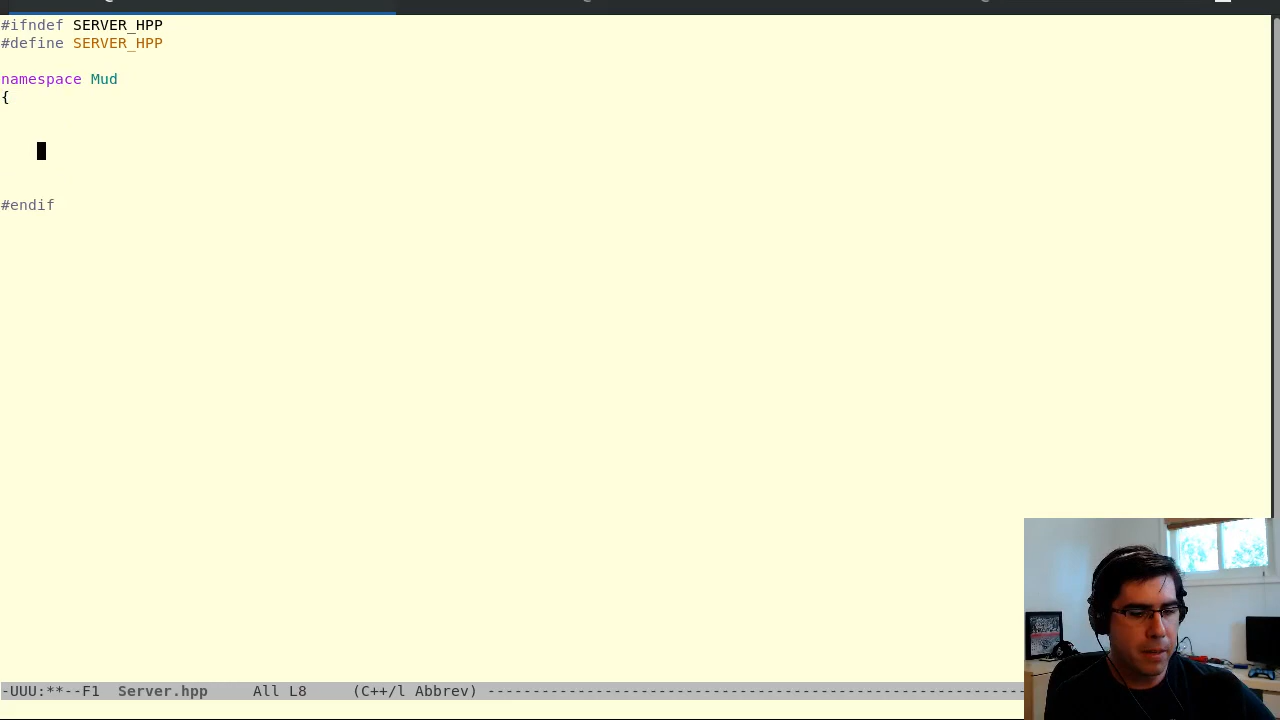 #ifndef SERVER_HPP
#define SERVER_HPP
namespace Mud
{
#endif
-UUU:**--F1 Server.hpp All L8 (C++/l Abbrev) ------------------------------------------------------------